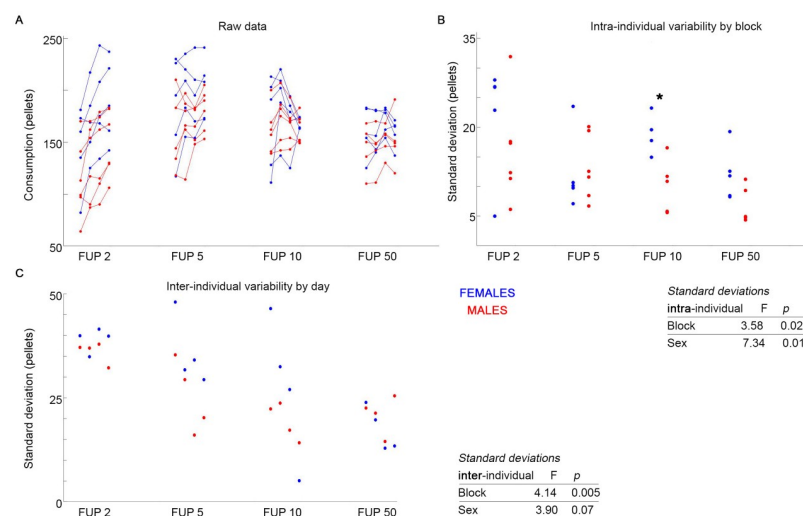 A
Raw data
250
150
50
Consumption (pellets)
FUP 2 FUP 5 FUP 10 FUP 50
B
Intra-individual variability by block
35
20
5
Standard deviation (pellets)
*
FUP 2 FUP 5 FUP 10 FUP 50
C
Inter-individual variability by day
50
25
0
Standard deviation (pellets)
FUP 2 FUP 5 FUP 10 FUP 50
FEMALES
MALES
Standard deviations
intra-individual F p
Block 3.58 0.02
Sex 7.34 0.01
Standard deviations
inter-individual F p
Block 4.14 0.005
Sex 3.90 0.07